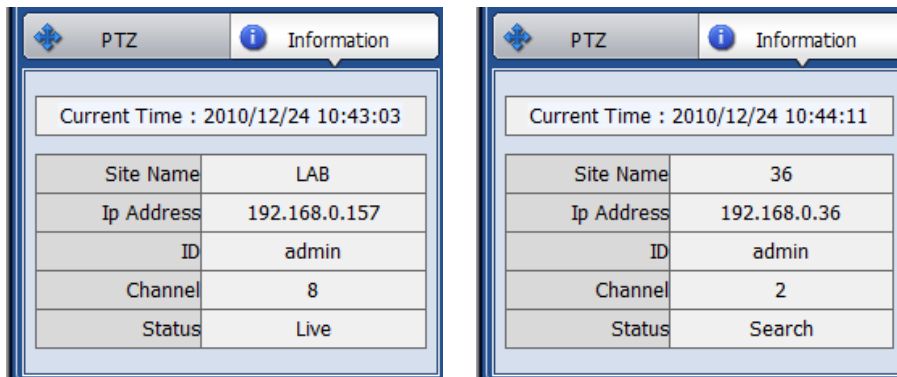 PTZ Information
Current Time : 2010/12/24 10:43:03
Site Name LAB
Ip Address 192.168.0.157
ID admin
Channel 8
Status Live
PTZ Information
Current Time : 2010/12/24 10:44:11
Site Name 36
Ip Address 192.168.0.36
ID admin
Channel 2
Status Search